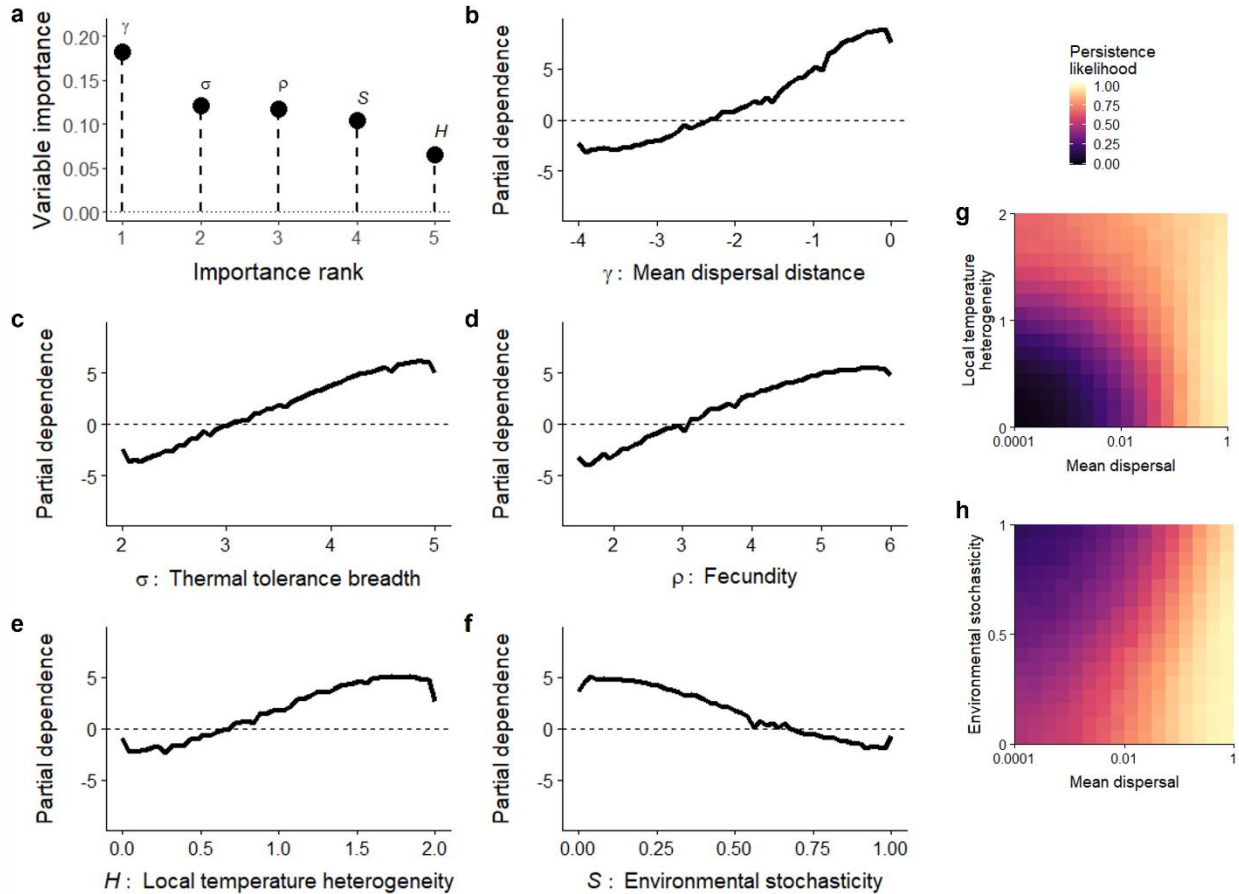 a
γ
σ
ρ
S
H
0.20
0.15
0.10
0.05
0.00
Variable importance
1 2 3 4 5
Importance rank
b
5
0
-5
Partial dependence
-4 -3 -2 -1 0
γ : Mean dispersal distance
Persistence
likelihood
1.00
0.75
0.50
0.25
0.00
c
5
0
-5
Partial dependence
2 3 4 5
σ : Thermal tolerance breadth
d
5
0
-5
Partial dependence
2 3 4 5 6
ρ : Fecundity
e
5
0
-5
Partial dependence
0.0 0.5 1.0 1.5 2.0
H : Local temperature heterogeneity
f
5
0
-5
Partial dependence
0.00 0.25 0.50 0.75 1.00
S : Environmental stochasticity
g
2
1
0
Local temperature
heterogeneity
0.0001 0.01 1
Mean dispersal
h
1
0.5
0
Environmental stochasticity
0.0001 0.01 1
Mean dispersal